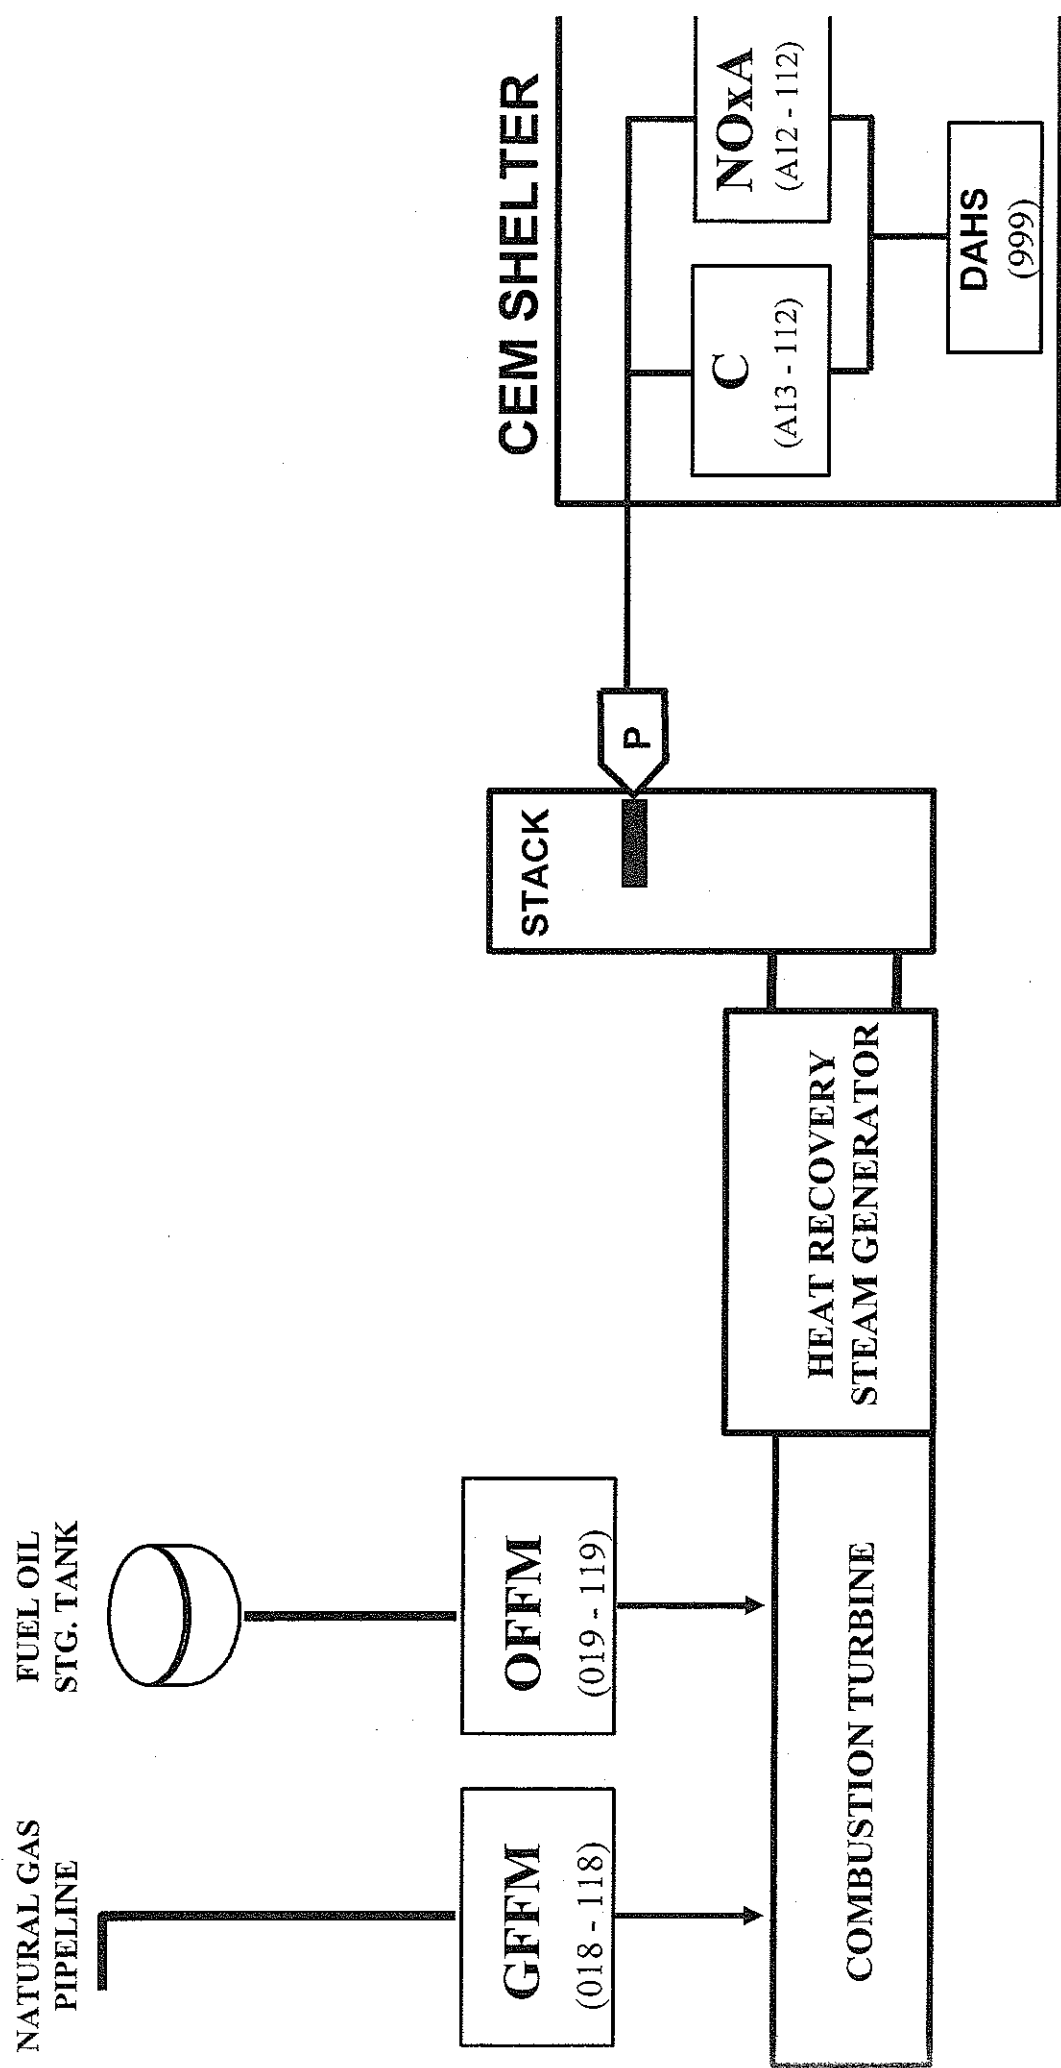 NATURAL GAS
PIPELINE
FUEL OIL
STG. TANK
CEM SHELTER
GFFM
(018 - 118)
OFFM
(019 - 119)
STACK
P
C
(A13 - 112)
NOxA
(A12 - 112)
DAHS
(999)
COMBUSTION TURBINE
HEAT RECOVERY
STEAM GENERATOR